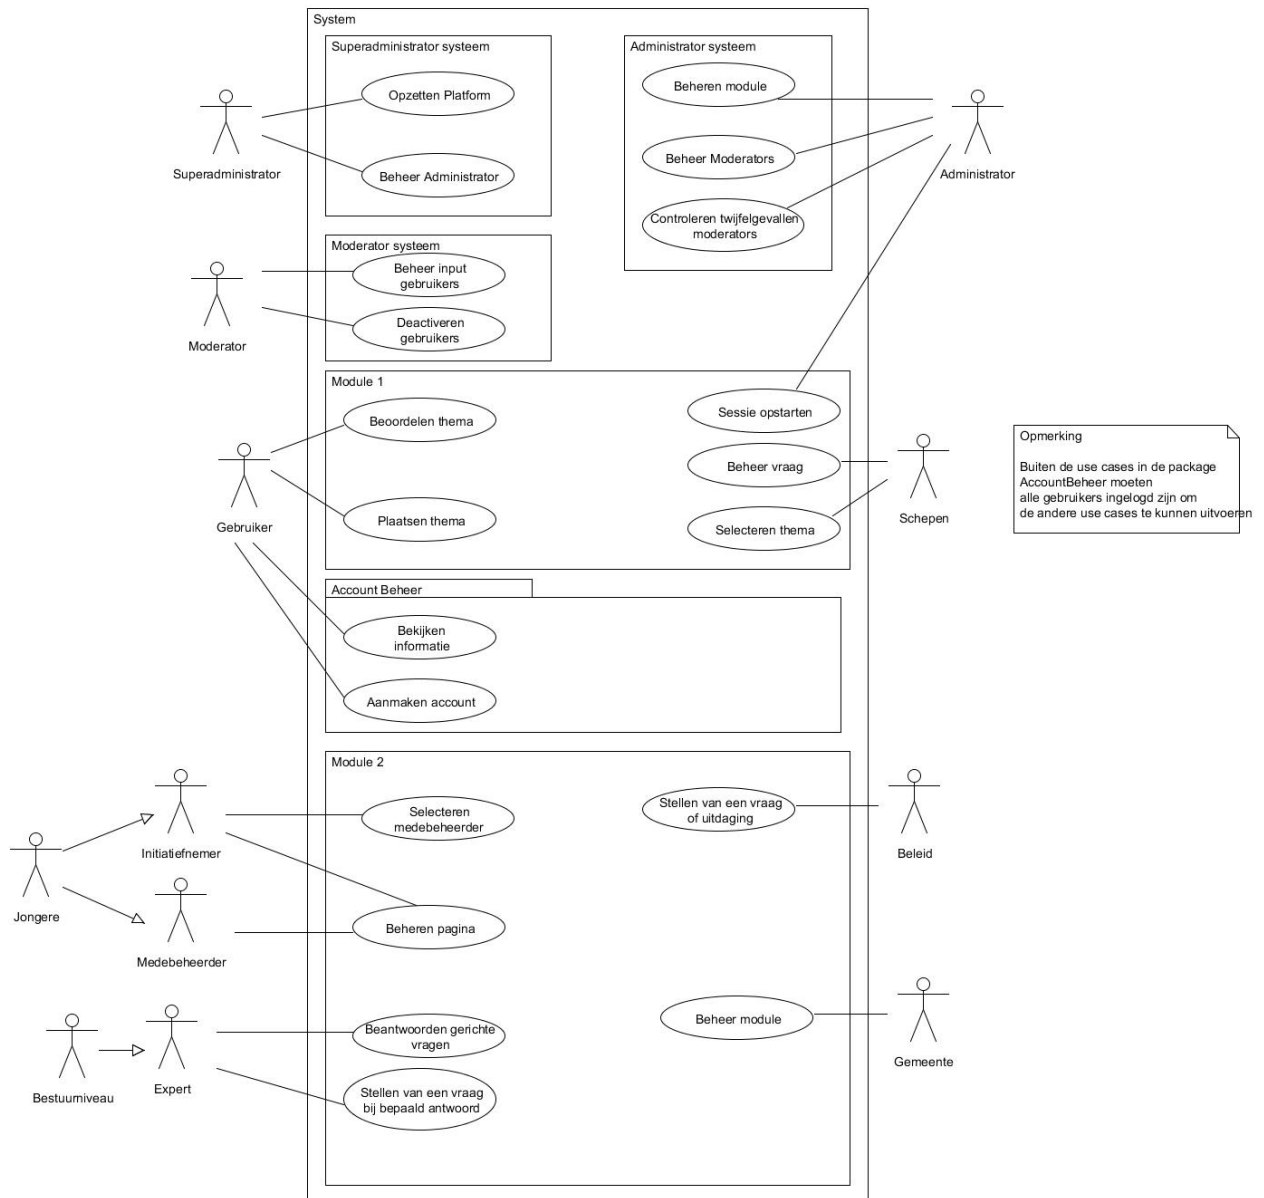 System
Superadministrator systeem
Administrator systeem
Opzetten Platform
Beheren module
Superadministrator
Beheer Administrator
Beheer Moderators
Administrator
Controleren twijfelgevallen
moderators
Moderator systeem
Beheer input
gebruikers
Deactiveren
gebruikers
Moderator
Module 1
Beoordelen thema
Sessie opstarten
Beheer vraag
Gebruiker
Plaatsen thema
Selecteren thema
Schepen
Opmerking
Buiten de use cases in de package
AccountBeheer moeten
alle gebruikers ingelogd zijn om
de andere use cases te kunnen uitvoeren
Account Beheer
Bekijken
informatie
Aanmaken account
Module 2
Selecteren
medebeheerder
Stellen van een vraag
of uitdaging
Initiatiefnemer
Beleid
Jongere
Beheren pagina
Medebeheerder
Beheer module
Beantwoorden gerichte
vragen
Gemeente
Bestuurniveau
Expert
Stellen van een vraag
bij bepaald antwoord